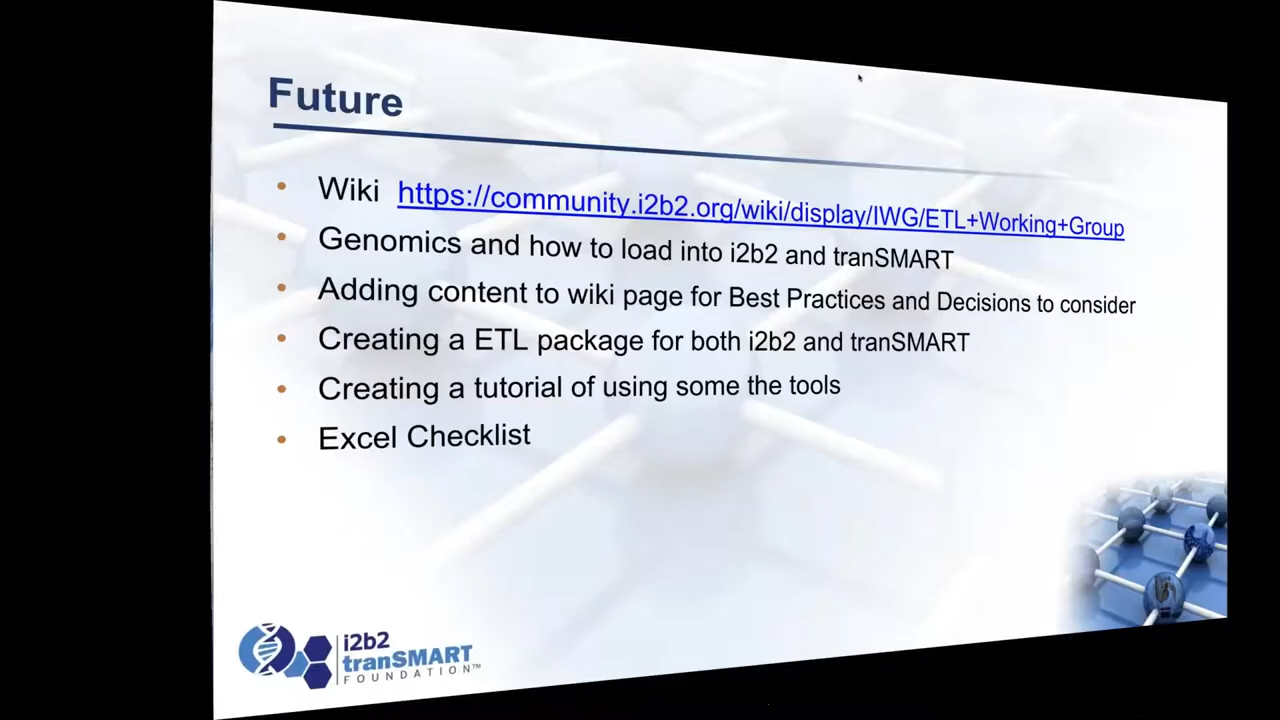 Future
Wiki https://community.i2b2.org/wiki/display/IWG/ETL+Working+Group
Genomics and how to load into i2b2 and tranSMART
Adding content to wiki page for Best Practices and Decisions to consider
Creating a ETL package for both i2b2 and tranSMART
Creating a tutorial of using some the tools
Excel Checklist
i2b2
tranSMART
FOUNDATION™